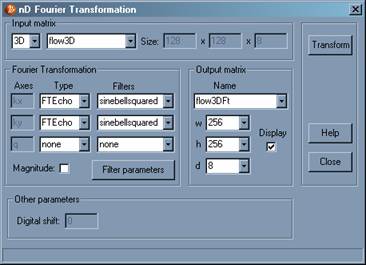 nD Fourier Transformation
Input matrix
3D flow3D Size: 128 x 128 x 8
Transform
Fourier Transformation
Axes Type Filters
kx FTEcho sinebellsquared
ky FTEcho sinebellsquared
q none none
Magnitude: Filter parameters
Output matrix
Name
flow3DFt
w 256
h 256 Display
d 8
Help
Close
Other parameters
Digital shift: 0